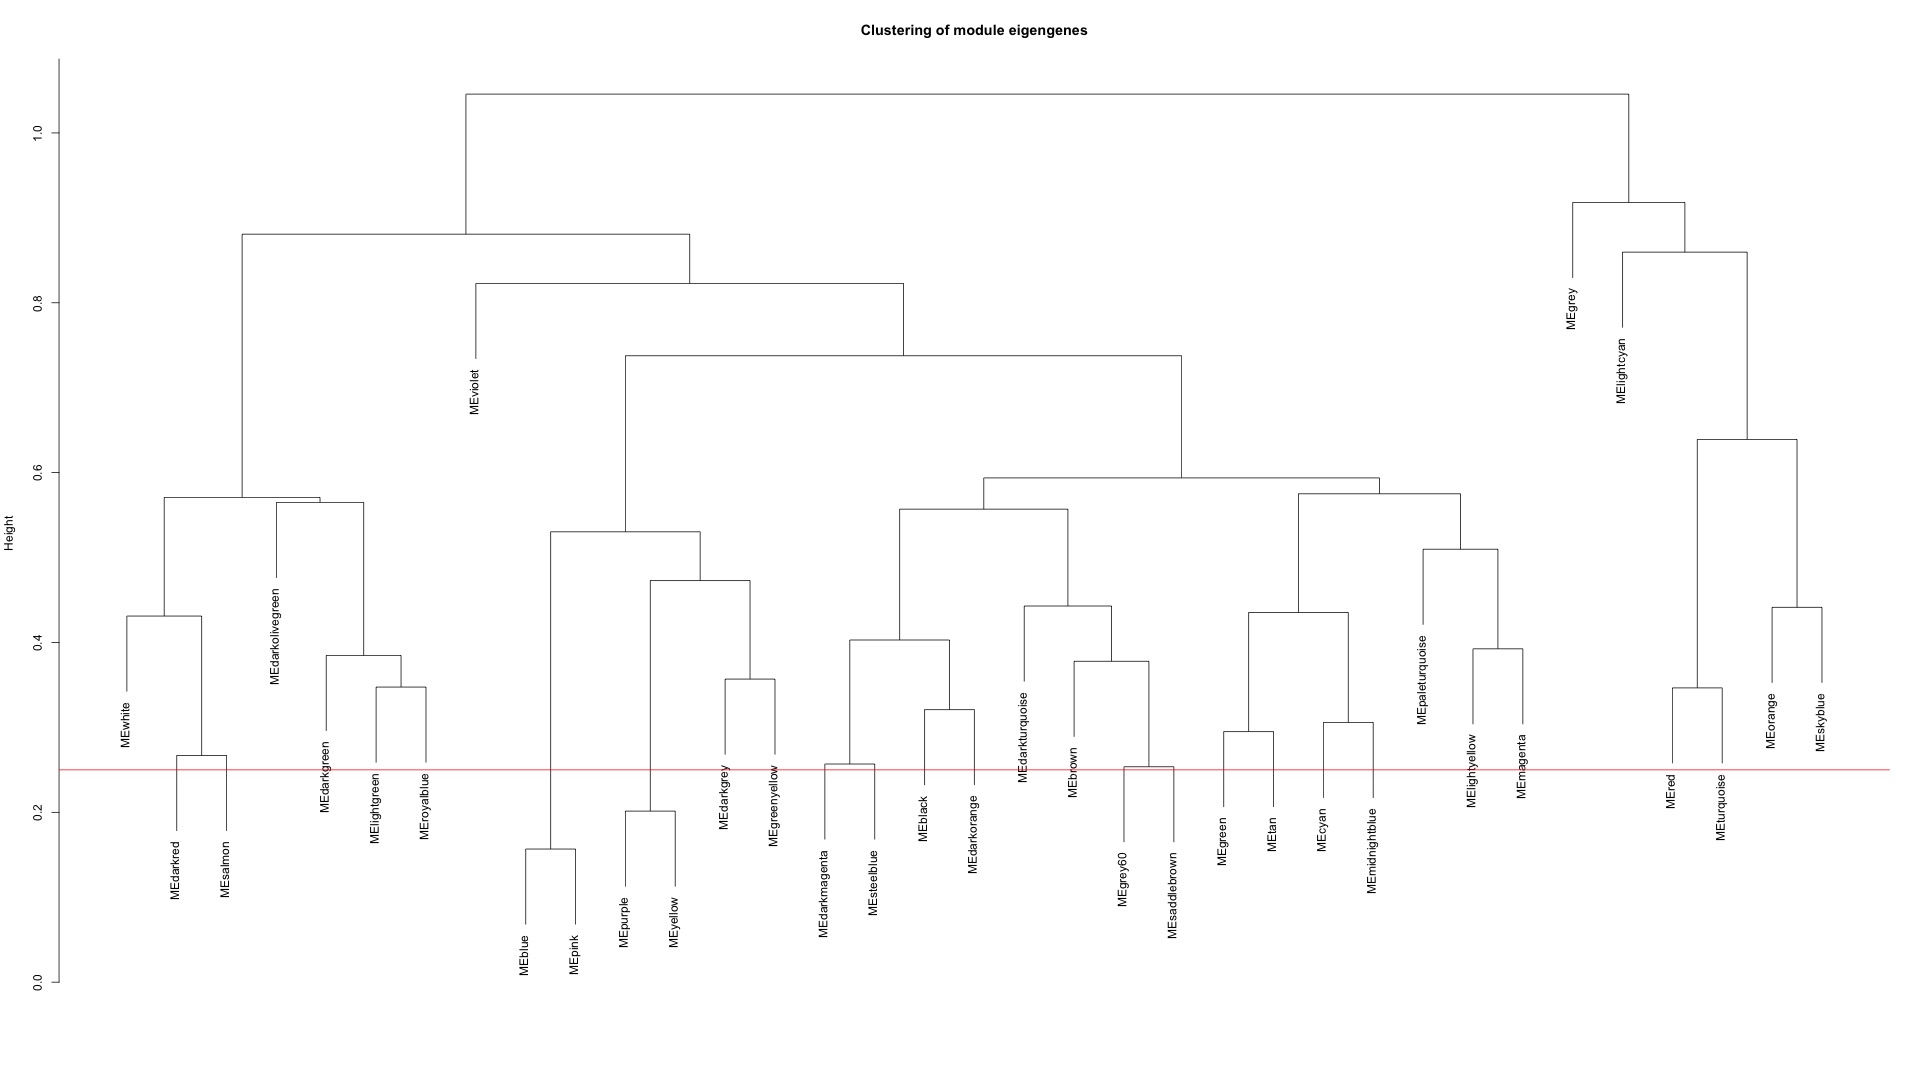 Clustering of module eigengenes
Height
1.0
0.8
0.6
0.4
0.2
0.0
MEwhite
MEdarkred
MEsalmon
MEdarkolivegreen
MEdarkgreen
MElightgreen
MEroyalblue
MEviolet
MEblue
MEpink
MEpurple
MEyellow
MEdarkgrey
MEgreenyellow
MEdarkmagenta
MEsteelblue
MEblack
MEdarkorange
MEdarkturquoise
MEbrown
MEgrey60
MEsaddlebrown
MEgreen
MEtan
MEcyan
MEmidnightblue
MEpaleturquoise
MElightyellow
MEmagenta
MEgrey
MElightcyan
MEred
MEturquoise
MEorange
MEskyblue